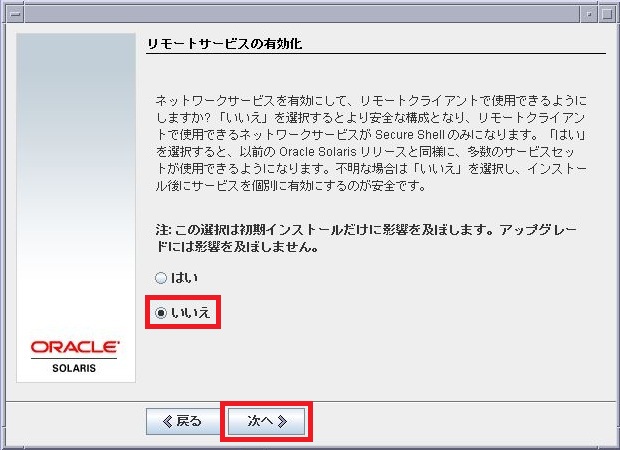 リモートサービスの有効化
ネットワークサービスを有効にして、リモートクライアントで使用できるように
しますか? 「いいえ」を選択するとより安全な構成となり、リモートクライアン
トで使用できるネットワークサービスが Secure Shell のみになります。「はい」
を選択すると、以前の Oracle Solaris リリースと同様に、多数のサービスセッ
トが使用できるようになります。不明な場合は「いいえ」を選択し、インストー
ル後にサービスを個別に有効にするのが安全です。
注: この選択は初期インストールだけに影響を及ぼします。アップグレー
ドには影響を及ぼしません。
はい
いいえ
ORACLE
SOLARIS
戻る
次へ